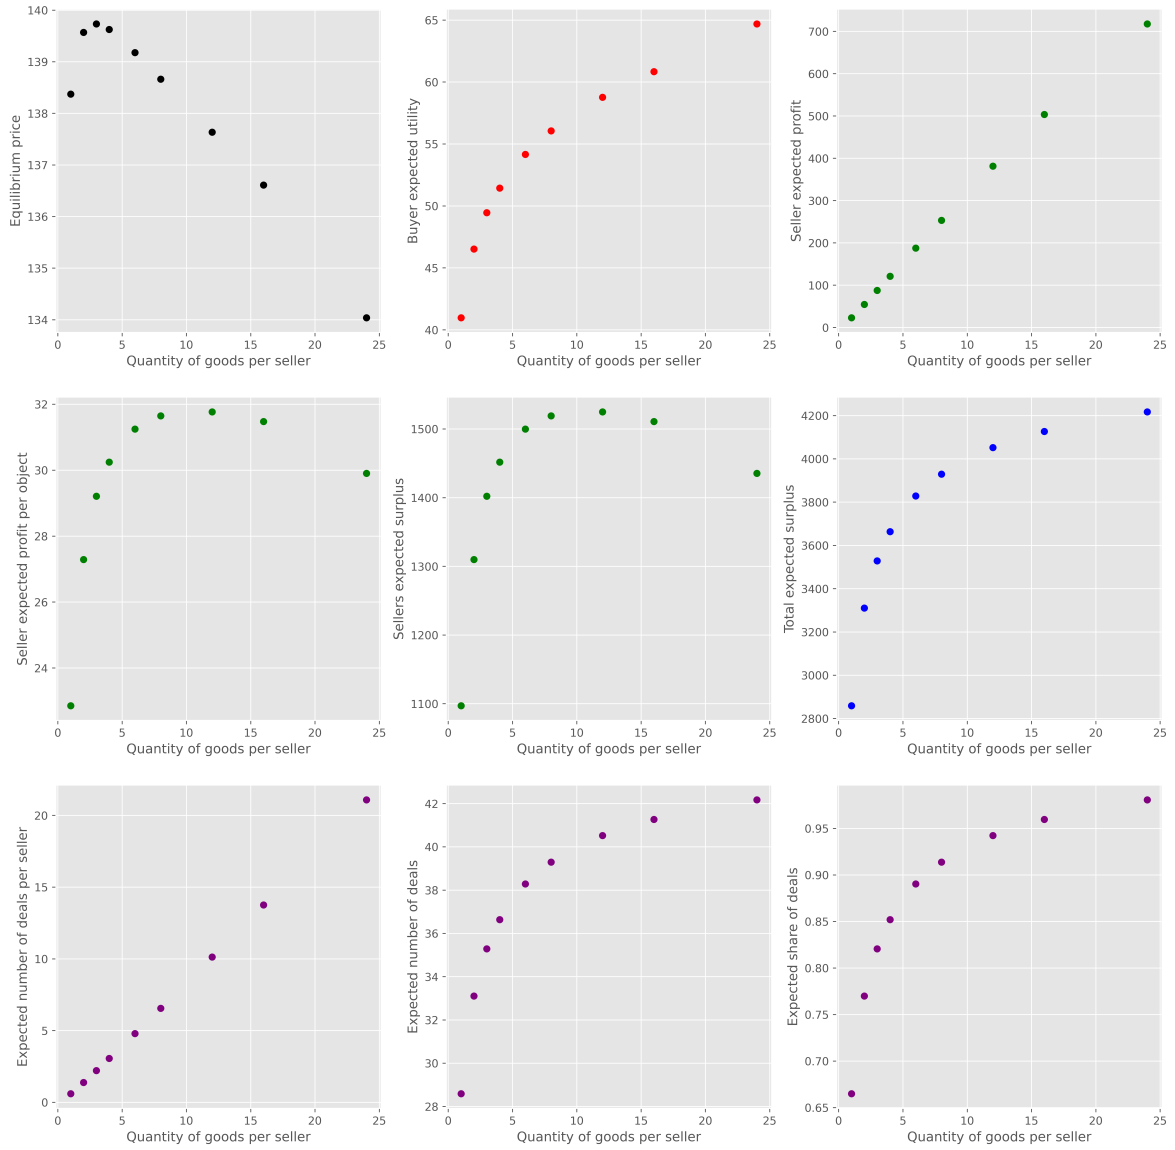 140
139
138
137
136
135
134
Equilibrium price
0 5 10 15 20 25
Quantity of goods per seller
65
60
55
50
45
40
Buyer expected utility
0 5 10 15 20 25
Quantity of goods per seller
700
600
500
400
300
200
100
0
Seller expected profit
0 5 10 15 20 25
Quantity of goods per seller
32
30
28
26
24
Seller expected profit per object
0 5 10 15 20 25
Quantity of goods per seller
1500
1400
1300
1200
1100
Sellers expected surplus
0 5 10 15 20 25
Quantity of goods per seller
4200
4000
3800
3600
3400
3200
3000
2800
Total expected surplus
0 5 10 15 20 25
Quantity of goods per seller
20
15
10
5
0
Expected number of deals per seller
0 5 10 15 20 25
Quantity of goods per seller
42
40
38
36
34
32
30
28
Expected number of deals
0 5 10 15 20 25
Quantity of goods per seller
0.95
0.90
0.85
0.80
0.75
0.70
0.65
Expected share of deals
0 5 10 15 20 25
Quantity of goods per seller